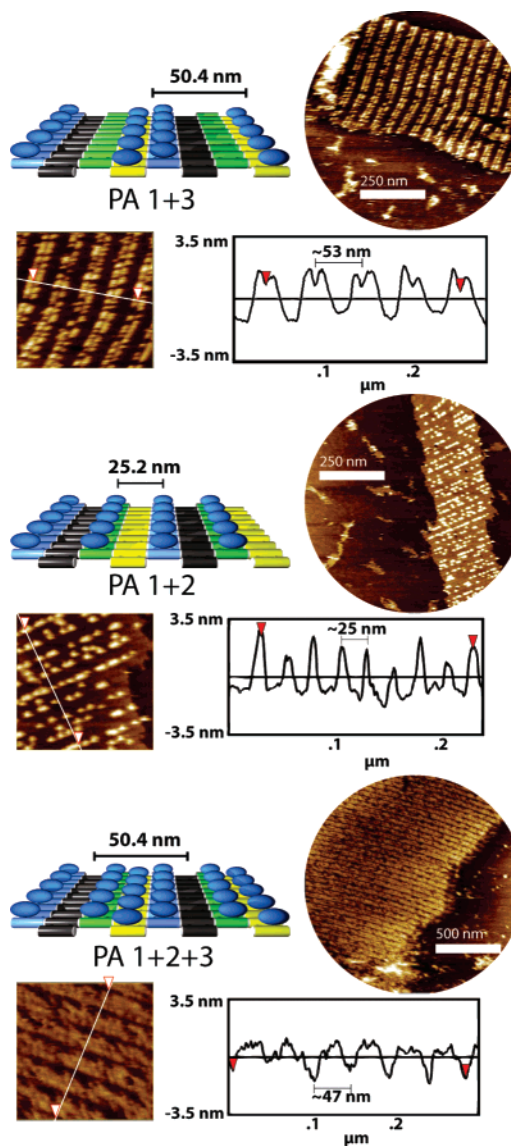 50.4 nm
PA 1+3
250 nm
3.5 nm
~53 nm
-3.5 nm
.1
.2
µm
25.2 nm
PA 1+2
250 nm
3.5 nm
~25 nm
-3.5 nm
.1
.2
µm
50.4 nm
PA 1+2+3
500 nm
3.5 nm
~47 nm
-3.5 nm
.1
.2
µm